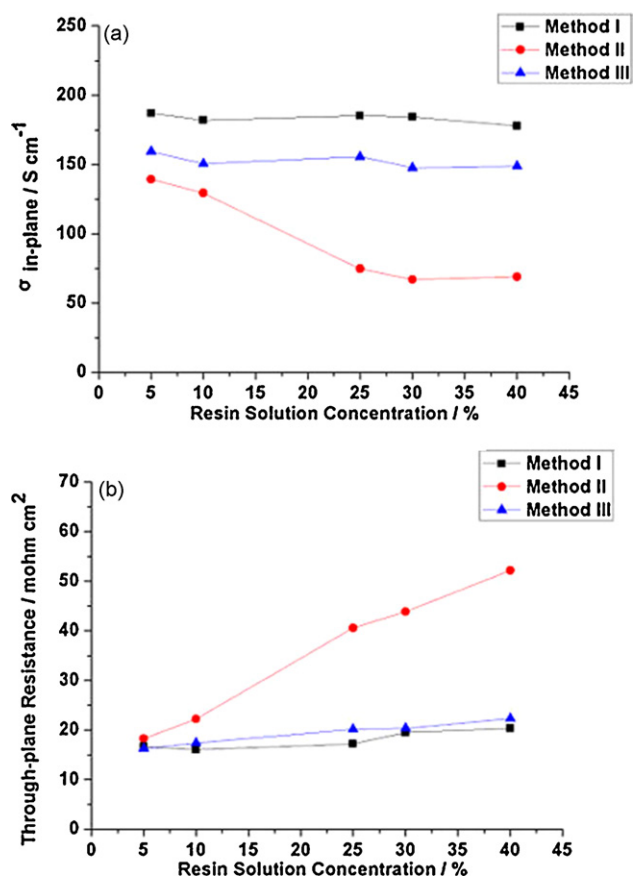 (a)
Method I
Method II
Method III
250
200
150
100
50
0
σ in-plane / S cm⁻¹
0 5 10 15 20 25 30 35 40 45
Resin Solution Concentration / %
(b)
Method I
Method II
Method III
70
60
50
40
30
20
10
0
Through-plane Resistance / mohm cm²
0 5 10 15 20 25 30 35 40 45
Resin Solution Concentration / %